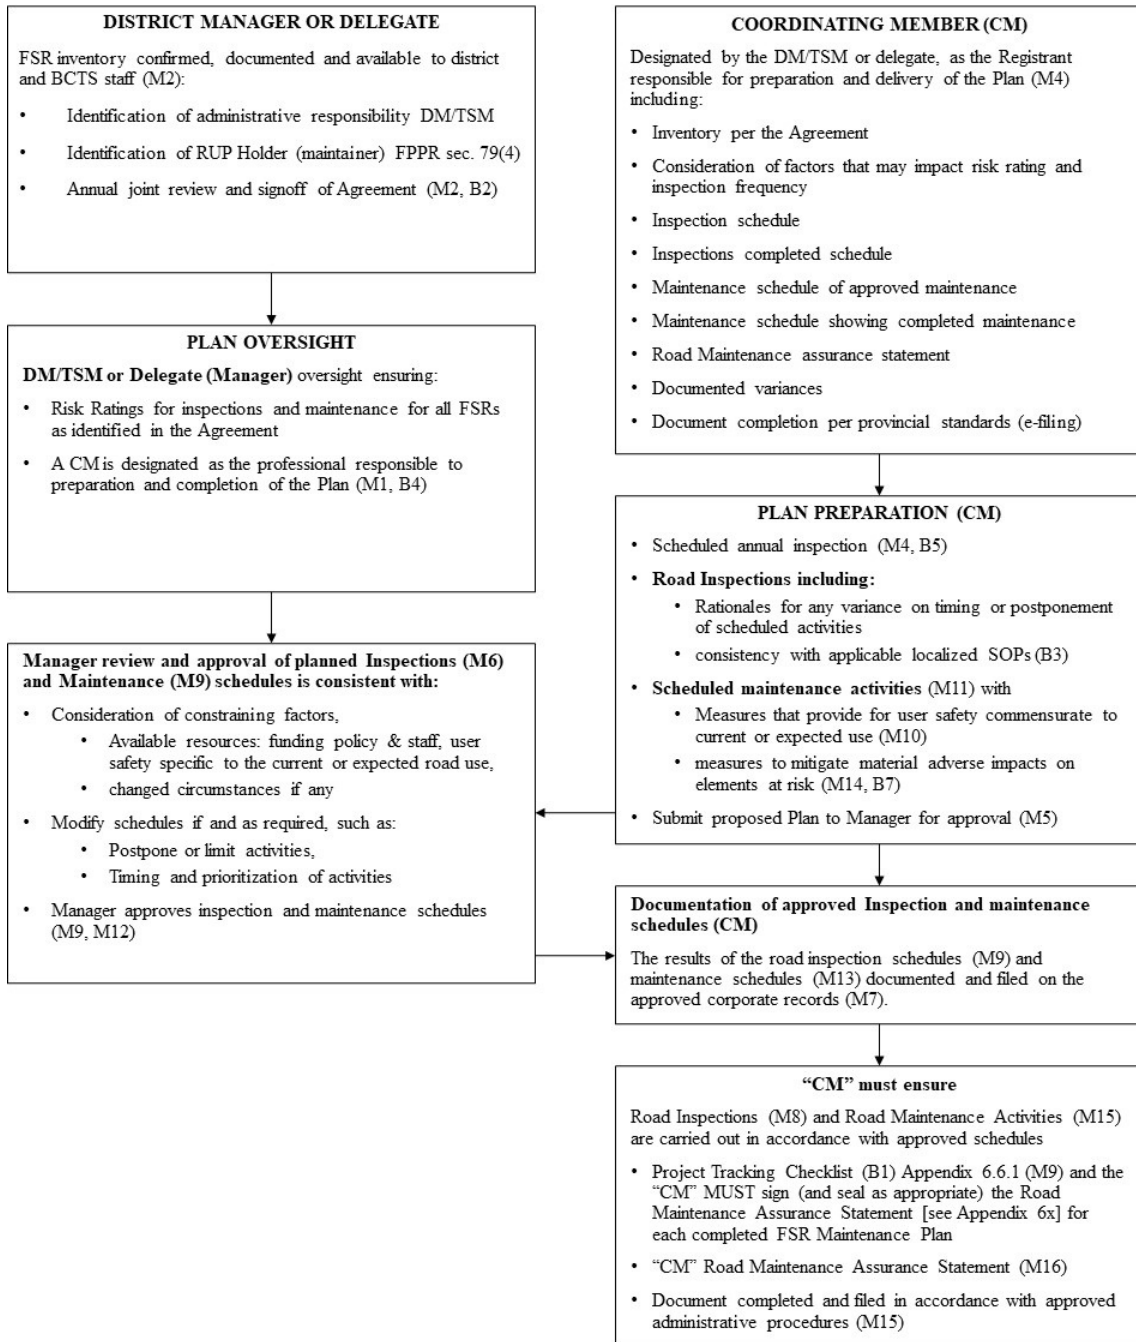 DISTRICT MANAGER OR DELEGATE
FSR inventory confirmed, documented and available to district
and BCTS staff (M2):
• Identification of administrative responsibility DM/TSM
• Identification of RUP Holder (maintainer) FPPR sec. 79(4)
• Annual joint review and signoff of Agreement (M2, B2)
PLAN OVERSIGHT
DM/TSM or Delegate (Manager) oversight ensuring:
• Risk Ratings for inspections and maintenance for all FSRs
as identified in the Agreement
• A CM is designated as the professional responsible to
preparation and completion of the Plan (M1, B4)
Manager review and approval of planned Inspections (M6)
and Maintenance (M9) schedules is consistent with:
• Consideration of constraining factors,
• Available resources: funding policy & staff, user
safety specific to the current or expected road use,
• changed circumstances if any
• Modify schedules if and as required, such as:
• Postpone or limit activities,
• Timing and prioritization of activities
• Manager approves inspection and maintenance schedules
(M9, M12)
COORDINATING MEMBER (CM)
Designated by the DM/TSM or delegate, as the Registrant
responsible for preparation and delivery of the Plan (M4)
including:
• Inventory per the Agreement
• Consideration of factors that may impact risk rating and
inspection frequency
• Inspection schedule
• Inspections completed schedule
• Maintenance schedule of approved maintenance
• Maintenance schedule showing completed maintenance
• Road Maintenance assurance statement
• Documented variances
• Document completion per provincial standards (e-filing)
PLAN PREPARATION (CM)
• Scheduled annual inspection (M4, B5)
• Road Inspections including:
• Rationales for any variance on timing or postponement
of scheduled activities
• consistency with applicable localized SOPs (B3)
• Scheduled maintenance activities (M11) with
• Measures that provide for user safety commensurate to
current or expected use (M10)
• measures to mitigate material adverse impacts on
elements at risk (M14, B7)
• Submit proposed Plan to Manager for approval (M5)
Documentation of approved Inspection and maintenance
schedules (CM)
The results of the road inspection schedules (M9) and
maintenance schedules (M13) documented and filed on the
approved corporate records (M7).
“CM” must ensure
Road Inspections (M8) and Road Maintenance Activities (M15)
are carried out in accordance with approved schedules
• Project Tracking Checklist (B1) Appendix 6.6.1 (M9) and the
“CM” MUST sign (and seal as appropriate) the Road
Maintenance Assurance Statement [see Appendix 6x] for
each completed FSR Maintenance Plan
• “CM” Road Maintenance Assurance Statement (M16)
• Document completed and filed in accordance with approved
administrative procedures (M15)